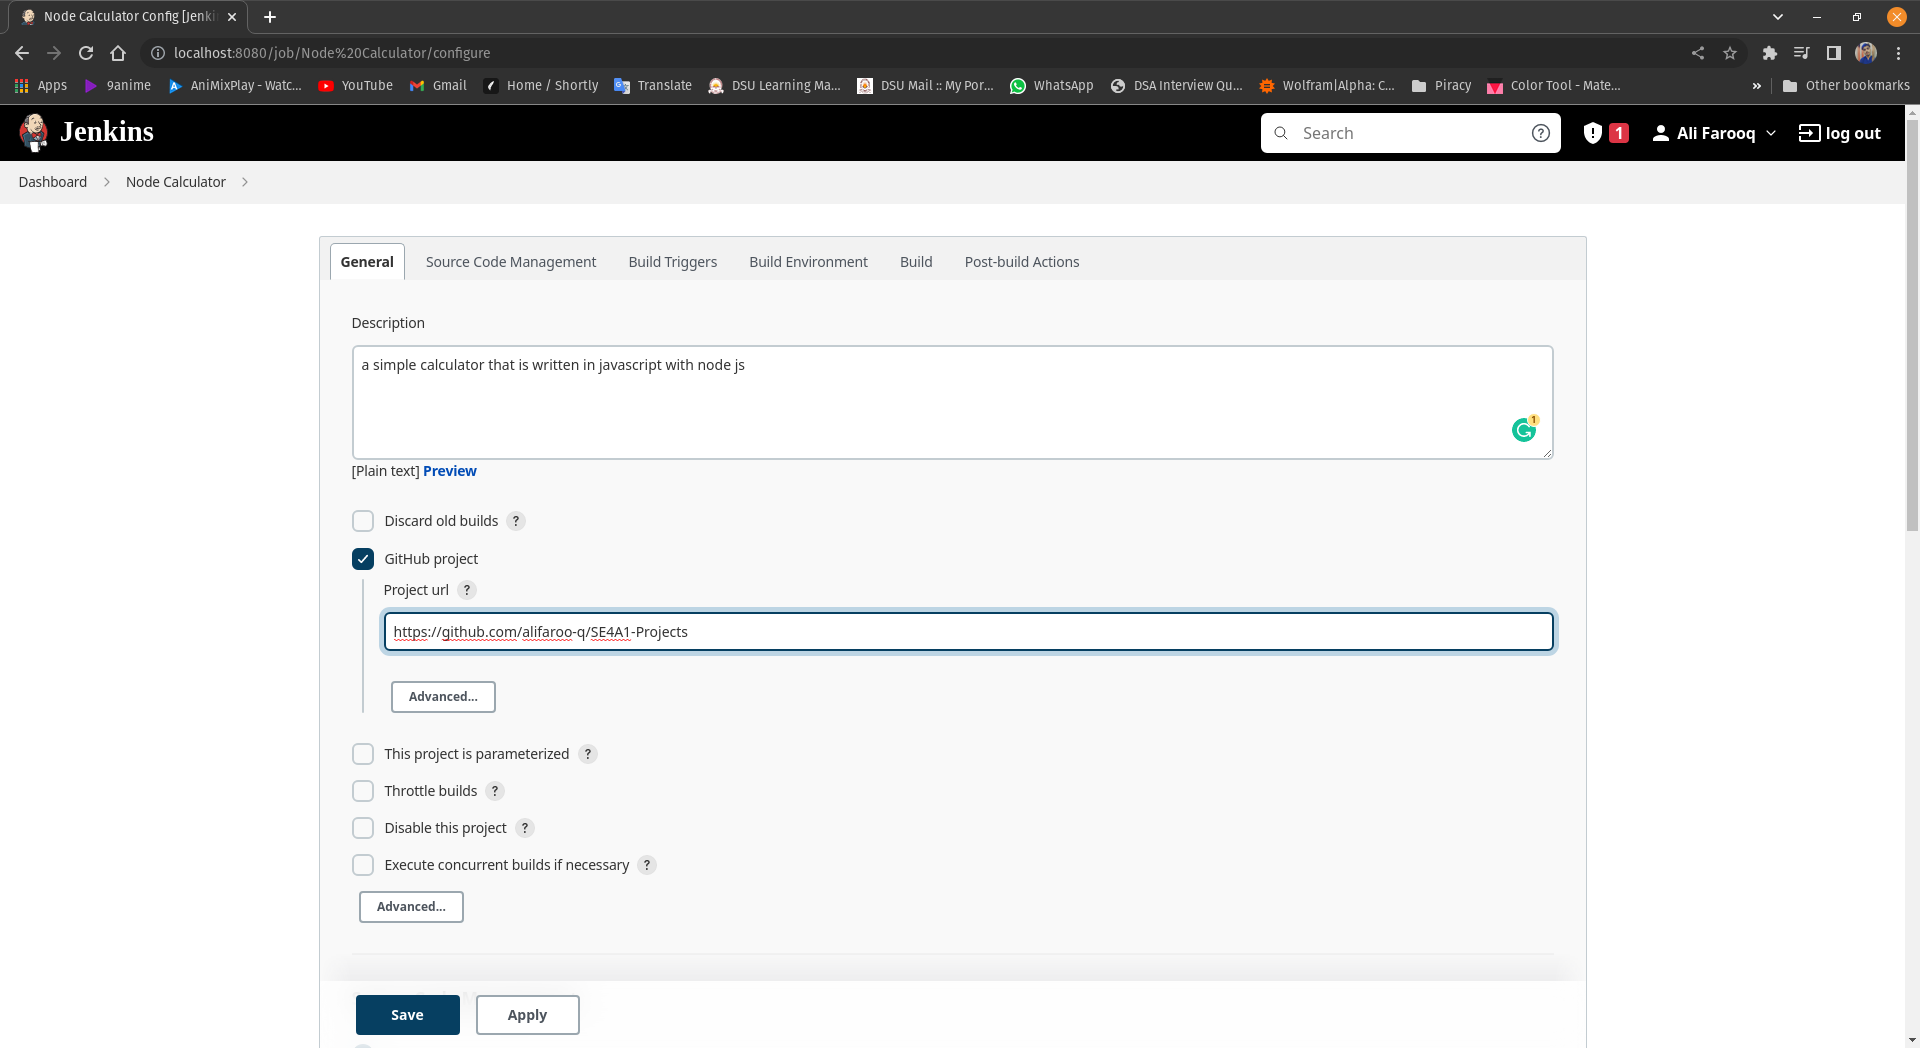 Node Calculator Config [Jenki
localhost:8080/job/Node%20Calculator/configure
Apps 9anime AniMixPlay - Watc... YouTube Gmail Home / Shortly Translate DSU Learning Ma... DSU Mail :: My Por... WhatsApp DSA Interview Qu... Wolfram|Alpha: C... Piracy Color Tool - Mate... » Other bookmarks
Jenkins Search ? ! 1 Ali Farooq log out
Dashboard Node Calculator
General Source Code Management Build Triggers Build Environment Build Post-build Actions
Description
a simple calculator that is written in javascript with node js
1
[Plain text] Preview
Discard old builds ?
GitHub project
Project url ?
https://github.com/alifaroo-q/SE4A1-Projects
Advanced...
This project is parameterized ?
Throttle builds ?
Disable this project ?
Execute concurrent builds if necessary ?
Advanced...
Save Apply